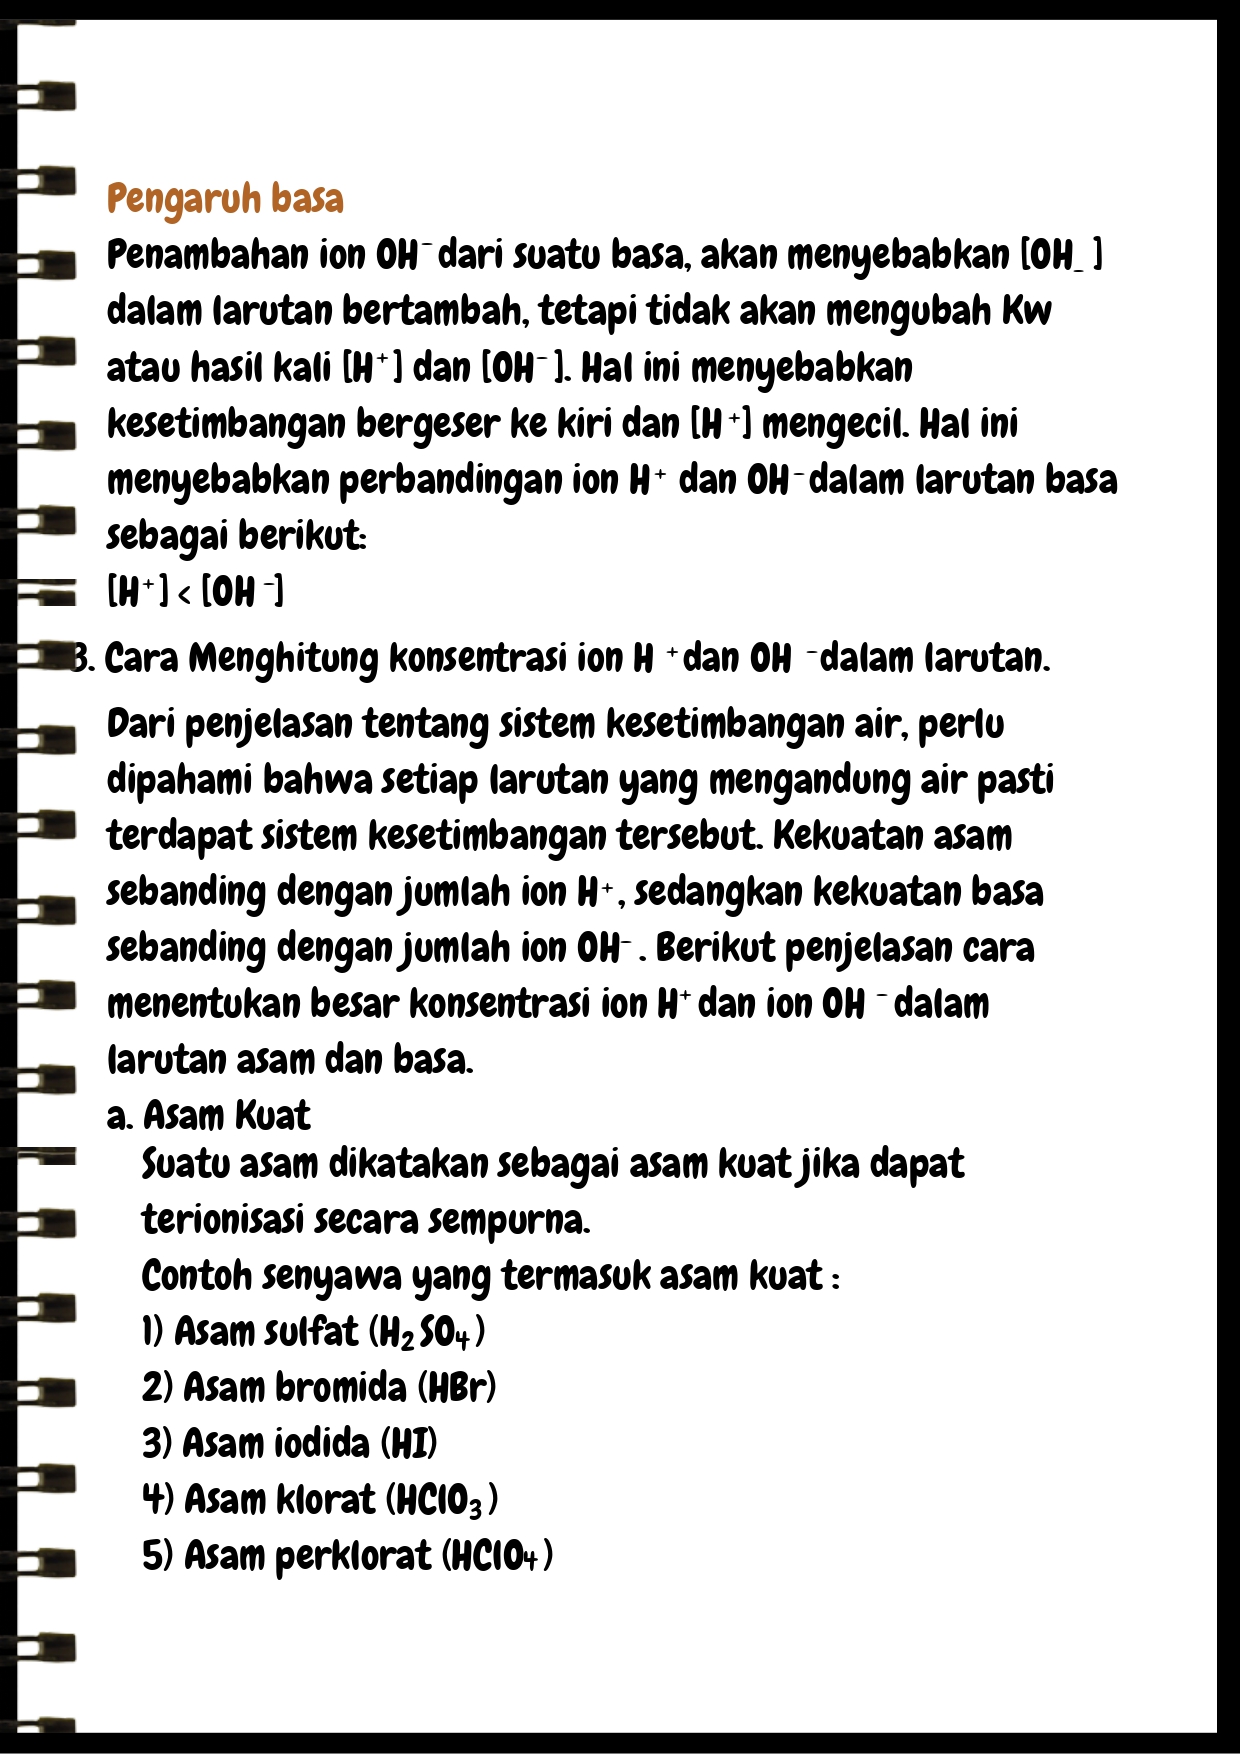 Pengaruh basa
Penambahan ion OH⁻ dari suatu basa, akan menyebabkan [OH₋ ]
dalam larutan bertambah, tetapi tidak akan mengubah Kw
atau hasil kali [H⁺] dan [OH⁻ ]. Hal ini menyebabkan
kesetimbangan bergeser ke kiri dan [H ⁺] mengecil. Hal ini
menyebabkan perbandingan ion H⁺ dan OH⁻ dalam larutan basa
sebagai berikut:
[H⁺] < [OH ⁻]
3. Cara Menghitung konsentrasi ion H ⁺ dan OH ⁻ dalam larutan.
Dari penjelasan tentang sistem kesetimbangan air, perlu
dipahami bahwa setiap larutan yang mengandung air pasti
terdapat sistem kesetimbangan tersebut. Kekuatan asam
sebanding dengan jumlah ion H⁺, sedangkan kekuatan basa
sebanding dengan jumlah ion OH⁻ . Berikut penjelasan cara
menentukan besar konsentrasi ion H⁺ dan ion OH ⁻ dalam
larutan asam dan basa.
a. Asam Kuat
Suatu asam dikatakan sebagai asam kuat jika dapat
terionisasi secara sempurna.
Contoh senyawa yang termasuk asam kuat :
1) Asam sulfat (H₂SO₄)
2) Asam bromida (HBr)
3) Asam iodida (HI)
4) Asam klorat (HClO₃)
5) Asam perklorat (HClO₄)